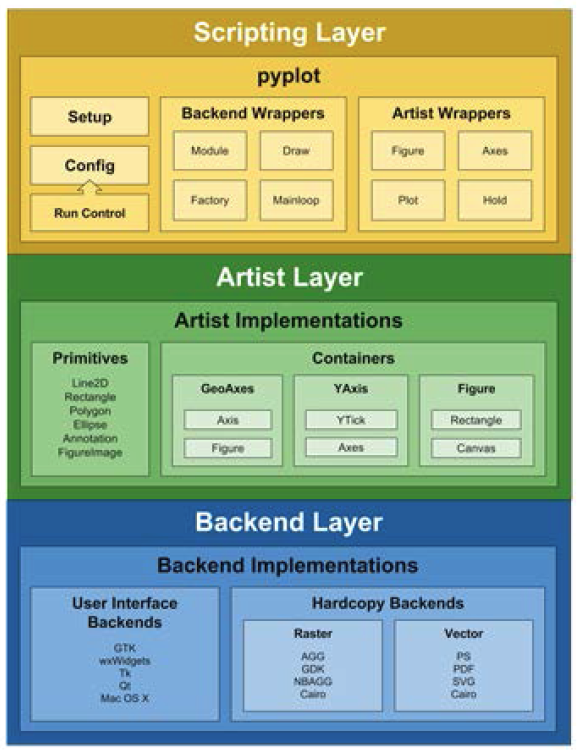 Scripting Layer
pyplot
Setup
Config
Run Control
Backend Wrappers
Module
Draw
Factory
Mainloop
Artist Wrappers
Figure
Axes
Plot
Hold
Artist Layer
Artist Implementations
Primitives
Line2D
Rectangle
Polygon
Ellipse
Annotation
FigureImage
Containers
GeoAxes
Axis
Figure
YAxis
YTick
Axes
Figure
Rectangle
Canvas
Backend Layer
Backend Implementations
User Interface
Backends
GTK
wxWidgets
Tk
Qt
Mac OS X
Hardcopy Backends
Raster
AGG
GDK
NBAGG
Cairo
Vector
PS
PDF
SVG
Cairo